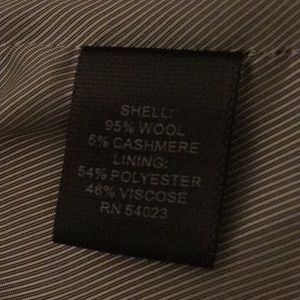 SHELL:
95% WOOL
5% CASHMERE
LINING:
54% POLYESTER
46% VISCOSE
RN 54023